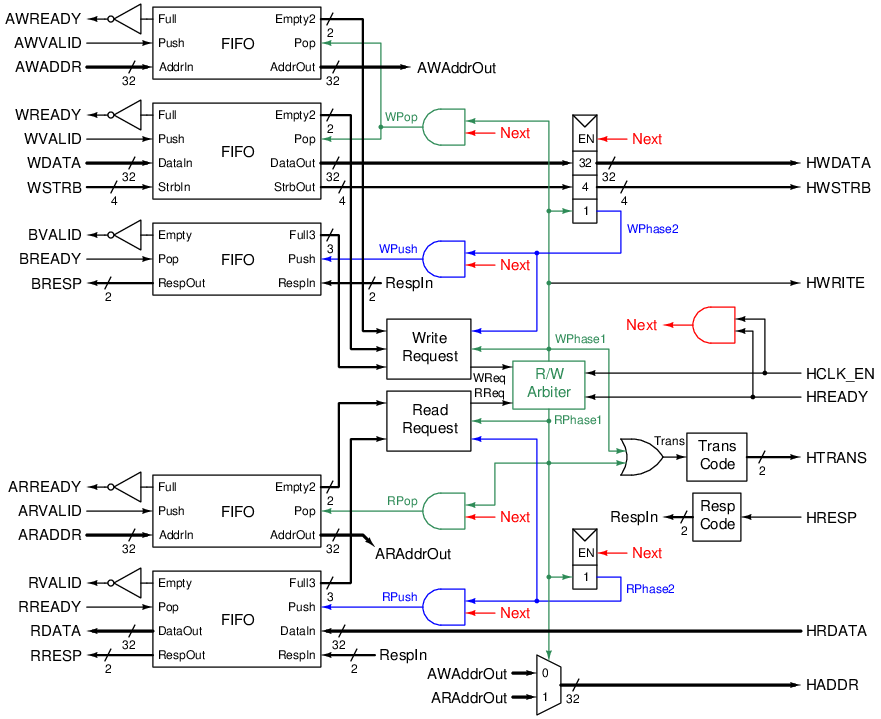 AWREADY Full Empty2 2
AWVALID Push FIFO Pop
AWADDR 32 AddrIn AddrOut 32 AWAddrOut
WREADY Full Empty2 2 WPop Next EN Next
WVALID Push FIFO Pop
WDATA 32 DataIn DataOut 32 32 32 HWDATA
WSTRB 4 StrbIn StrbOut 4 4 4 HWSTRB
1 WPhase2
BVALID Empty Full3 3
BREADY Pop FIFO Push WPush Next
BRESP 2 RespOut RespIn 2 RespIn HWRITE
Next
Write
Request
WPhase1
WReq
RReq
R/W
Arbiter
HCLK_EN
HREADY
Read
Request
RPhase1
Trans
Trans
Code
2
HTRANS
ARREADY Full Empty2 2
ARVALID Push FIFO Pop RPop Next
ARADDR 32 AddrIn AddrOut 32 ARAddrOut
RespIn 2
Resp
Code
HRESP
EN Next
1 RPhase2
RVALID Empty Full3 3
RREADY Pop FIFO Push RPush Next
RDATA 32 DataOut DataIn 32 HRDATA
RRESP 2 RespOut RespIn 2 RespIn
AWAddrOut 0
ARAddrOut 1 32 HADDR